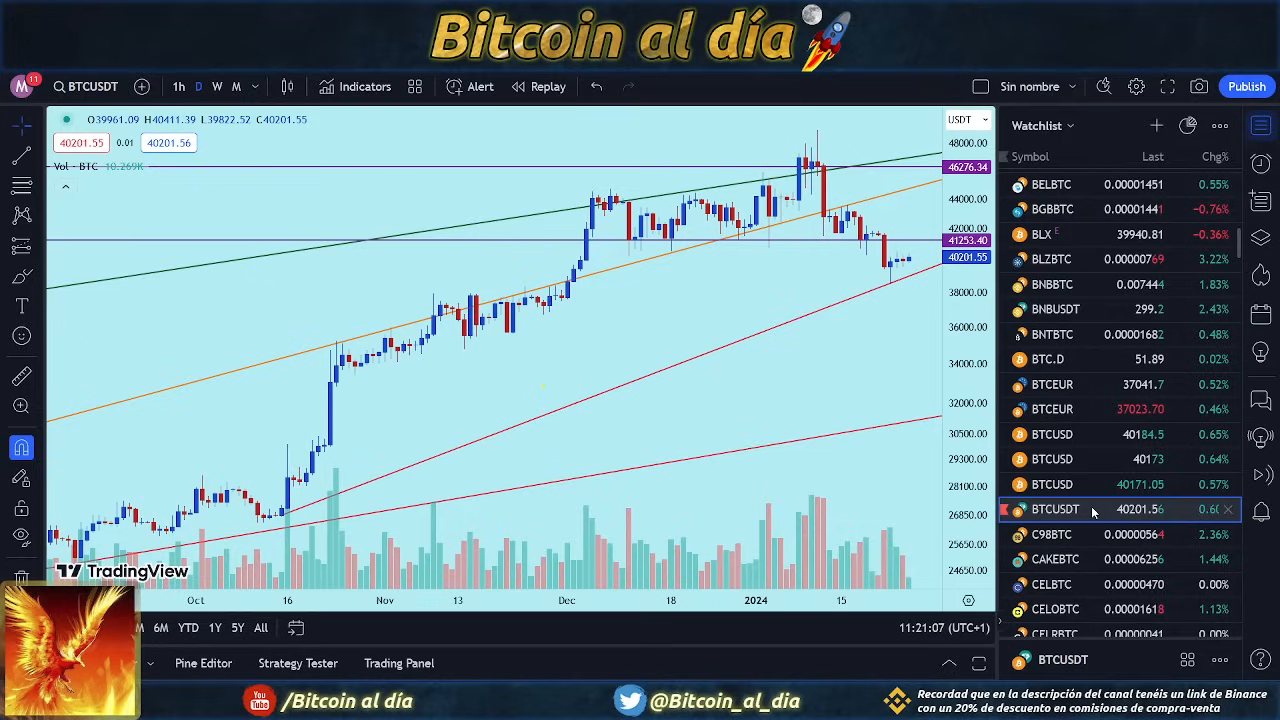 Bitcoin al día
M
11
BTCUSDT
1h
D
W
M
Indicators
Alert
Replay
Sin nombre
Publish
O39961.09 H40411.39 L39822.52 C40201.55
40201.55
0.01
40201.56
Vol · BTC 10.269K
USDT
48000.00
46276.34
44000.00
42000.00
41253.40
40201.55
38000.00
36000.00
34000.00
32000.00
30500.00
29300.00
28100.00
26850.00
25650.00
24650.00
TradingView
Oct
16
Nov
13
Dec
18
2024
15
M
6M
YTD
1Y
5Y
All
11:21:07 (UTC+1)
Pine Editor
Strategy Tester
Trading Panel
Watchlist
Symbol Last Chg%
BELBTC 0.00001451 0.55%
BGBBTC 0.00001441 −0.76%
BLX E 39940.81 −0.36%
BLZBTC 0.00000769 3.22%
BNBBTC 0.007444 1.83%
BNBUSDT 299.2 2.43%
BNTBTC 0.00001682 0.48%
BTC.D 51.89 0.02%
BTCEUR 37041.7 0.52%
BTCEUR 37023.70 0.46%
BTCUSD 40184.5 0.65%
BTCUSD 40173 0.64%
BTCUSD 40171.05 0.57%
BTCUSDT 40201.56 0.60
C98BTC 0.00000564 2.36%
CAKEBTC 0.00006256 1.44%
CELBTC 0.00000470 0.00%
CELOBTC 0.00001618 1.13%
CELRBTC 0.00000041 0.00%
BTCUSDT
You
Tube
/Bitcoin al día
@Bitcoin_al_dia
Recordad que en la descripción del canal tenéis un link de Binance
con un 20% de descuento en comisiones de compra-venta